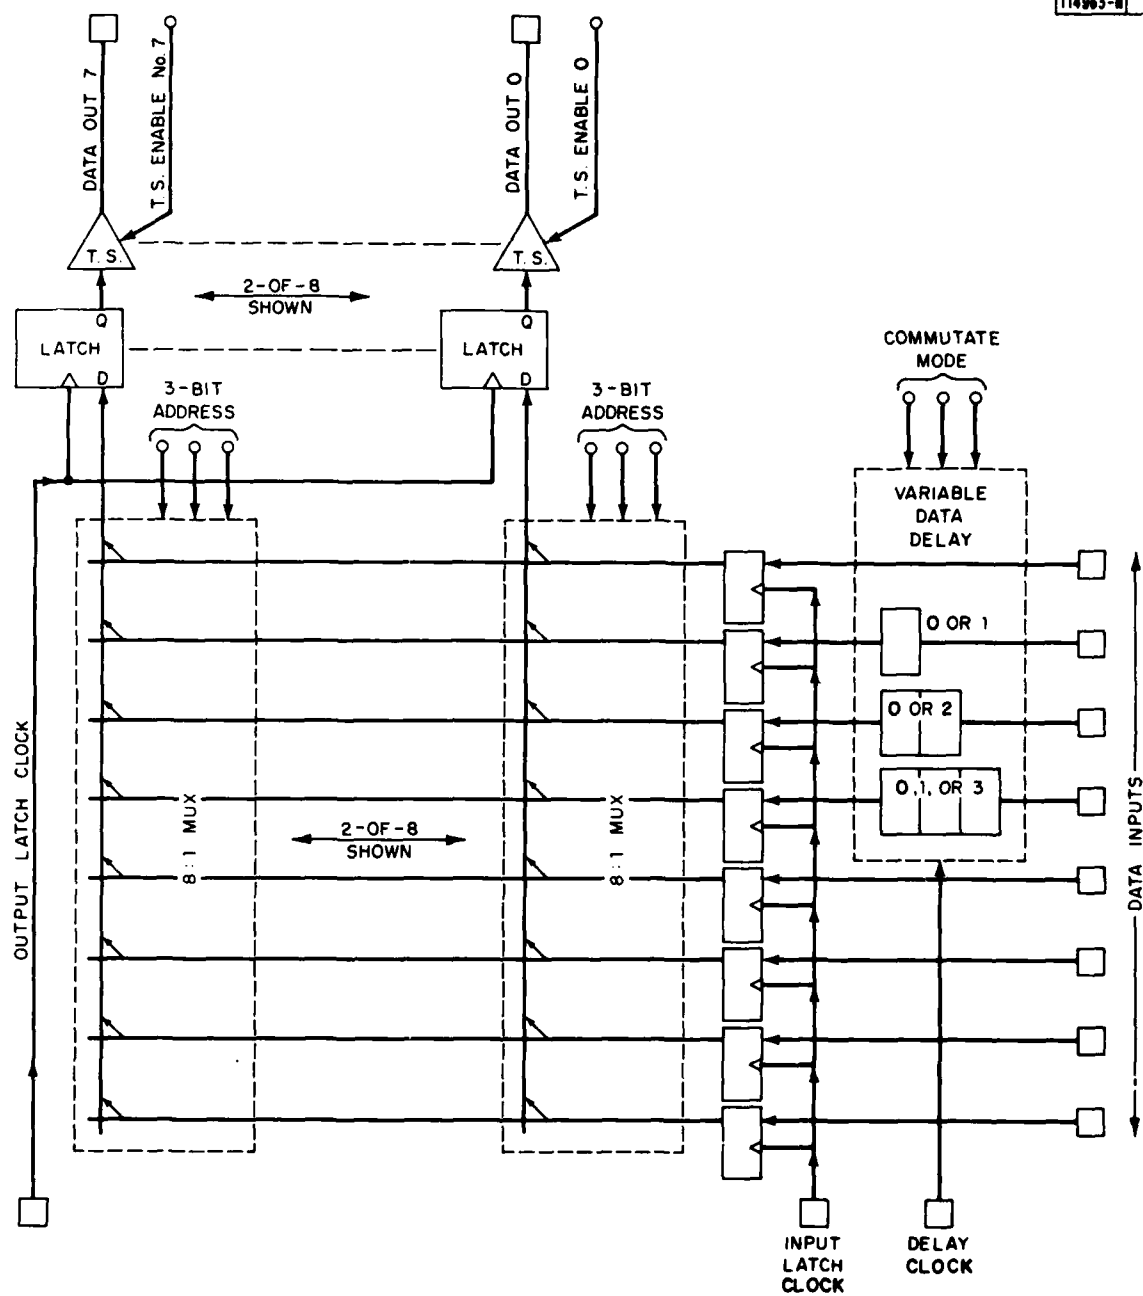 114963-N
DATA OUT 7
T.S. ENABLE No. 7
DATA OUT 0
T.S. ENABLE 0
T.S.
T.S.
2-OF-8
SHOWN
Q
LATCH
D
Q
LATCH
D
3-BIT
ADDRESS
3-BIT
ADDRESS
COMMUTATE
MODE
VARIABLE
DATA
DELAY
0 OR 1
0 OR 2
0, 1, OR 3
OUTPUT LATCH CLOCK
8:1 MUX
2-OF-8
SHOWN
8:1 MUX
DATA INPUTS
INPUT
LATCH
CLOCK
DELAY
CLOCK